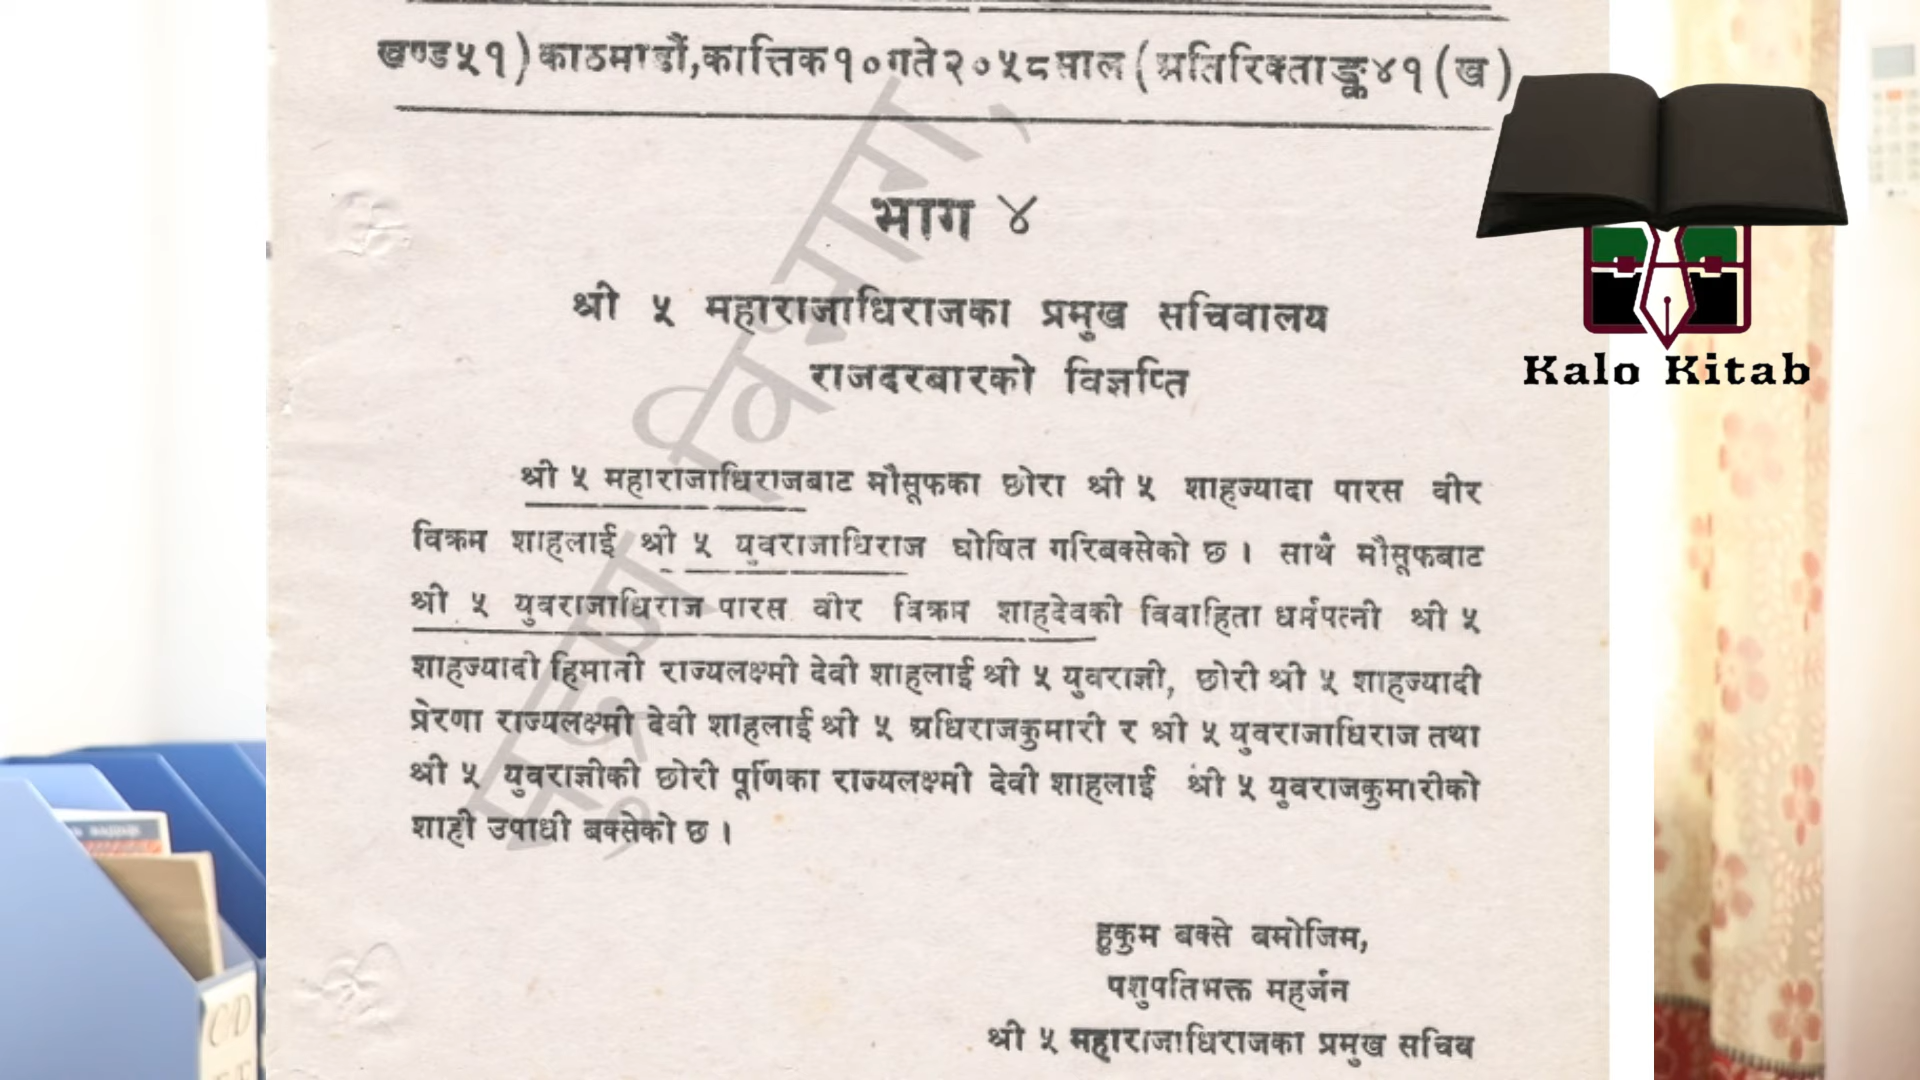 खण्ड ५१) काठमाडौं, कात्तिक १० गते २०५८ साल (अतिरिक्ताङ्क ४१ (ख)
भाग ४
श्री ५ महाराजाधिराजका प्रमुख सचिवालय
राजदरबारको विज्ञप्ति
श्री ५ महाराजाधिराजबाट मौसूफका छोरा श्री ५ शाहज्यादा पारस वीर
विक्रम शाहलाई श्री ५ युवराजाधिराज घोषित गरिबक्सेको छ । साथै मौसूफबाट
श्री ५ युवराजाधिराज पारस वीर विक्रम शाहदेवकी विवाहिता धर्मपत्नी श्री ५
शाहज्यादी हिमानी राज्यलक्ष्मी देवी शाहलाई श्री ५ युवराज्ञी, छोरी श्री ५ शाहज्यादी
प्रेरणा राज्यलक्ष्मी देवी शाहलाई श्री ५ अधिराजकुमारी र श्री ५ युवराजाधिराज तथा
श्री ५ युवराज्ञीकी छोरी पूर्णिका राज्यलक्ष्मी देवी शाहलाई श्री ५ युवराजकुमारीको
शाही उपाधी बक्सेको छ ।
हुकुम बक्से बमोजिम,
पशुपतिभक्त महर्जन
श्री ५ महाराजाधिराजका प्रमुख सचिव
मुद्रण विभाग,
Kalo Kitab